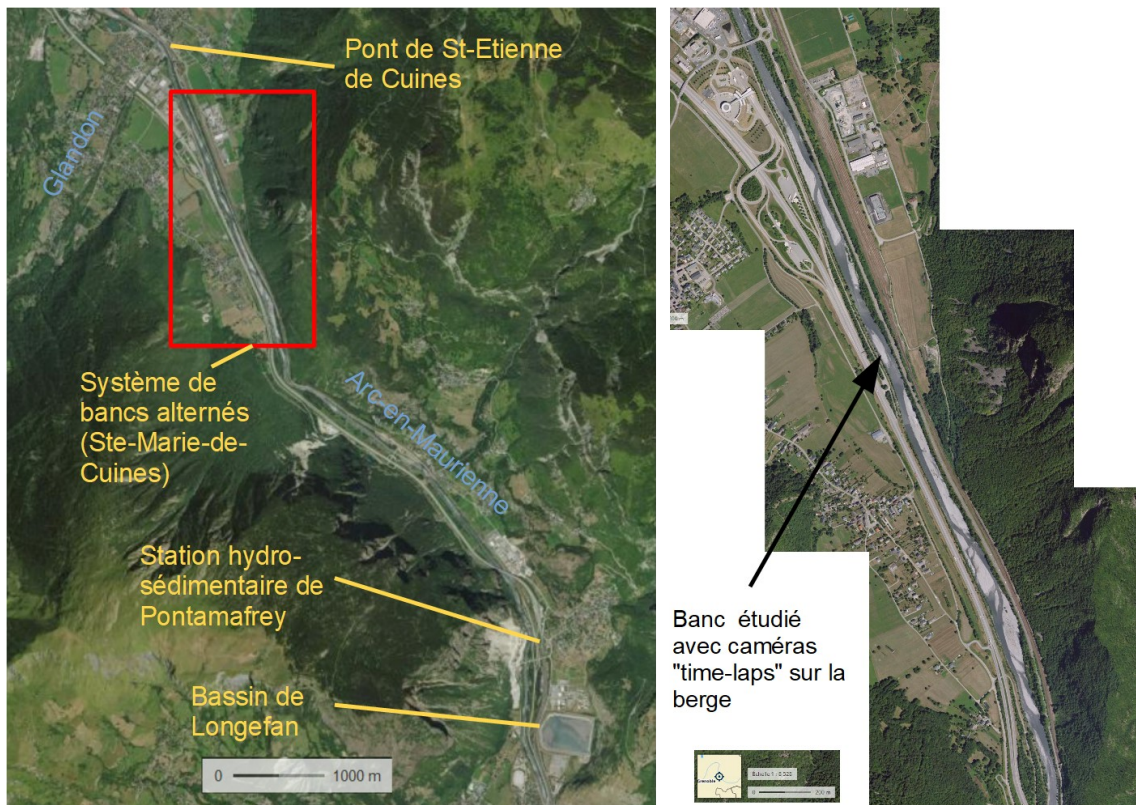 Pont de St-Etienne
de Cuines
Glandon
Système de
bancs alternés
(Ste-Marie-de-
Cuines)
Arc-en-Maurienne
Station hydro-
sédimentaire de
Pontamafrey
Bassin de
Longefan
0 1000 m
Banc étudié
avec caméras
"time-laps" sur la
berge
Grenoble
0 200 m